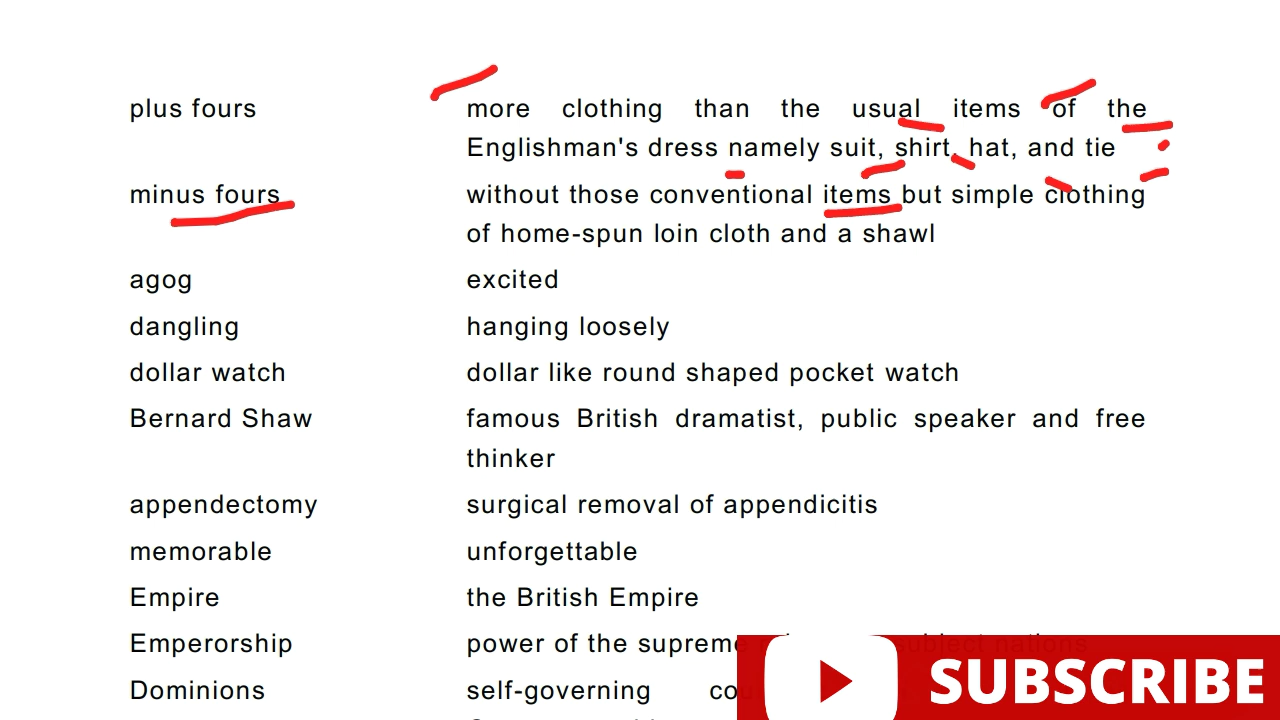 plus fours more clothing than the usual items of the
Englishman's dress namely suit, shirt, hat, and tie
minus fours without those conventional items but simple clothing
of home-spun loin cloth and a shawl
agog excited
dangling hanging loosely
dollar watch dollar like round shaped pocket watch
Bernard Shaw famous British dramatist, public speaker and free
thinker
appendectomy surgical removal of appendicitis
memorable unforgettable
Empire the British Empire
Emperorship power of the supreme subject nations
Dominions self-governing
SUBSCRIBE